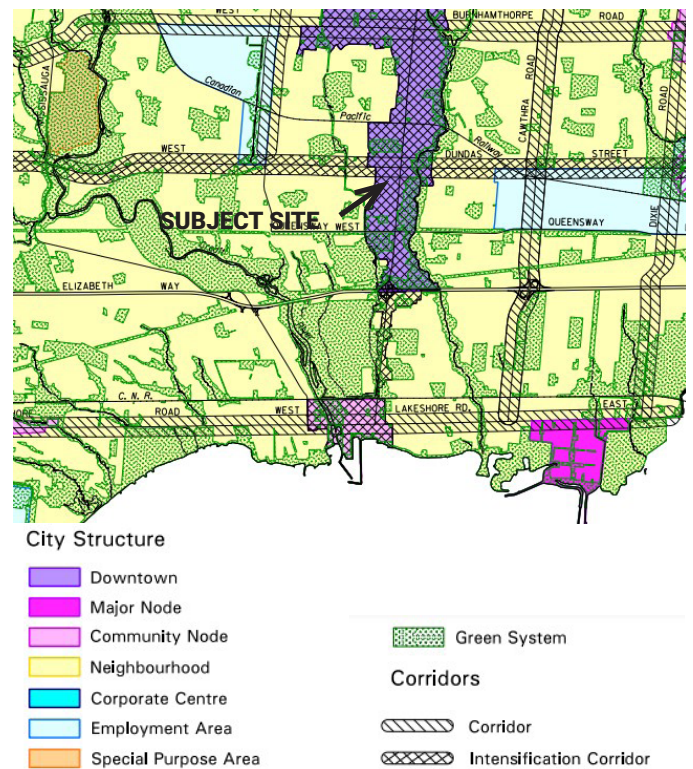 WEST
BURNHAMTHORPE ROAD
Canadian
Pacific
Railway
CAWTHRA ROAD
DIXIE ROAD
WEST
DUNDAS STREET
SUBJECT SITE
QUEENSWAY
ELIZABETH WAY
C. N. R.
ROAD WEST
LAKESHORE RD. EAST
City Structure
Downtown
Major Node
Community Node
Neighbourhood
Corporate Centre
Employment Area
Special Purpose Area
Green System
Corridors
Corridor
Intensification Corridor